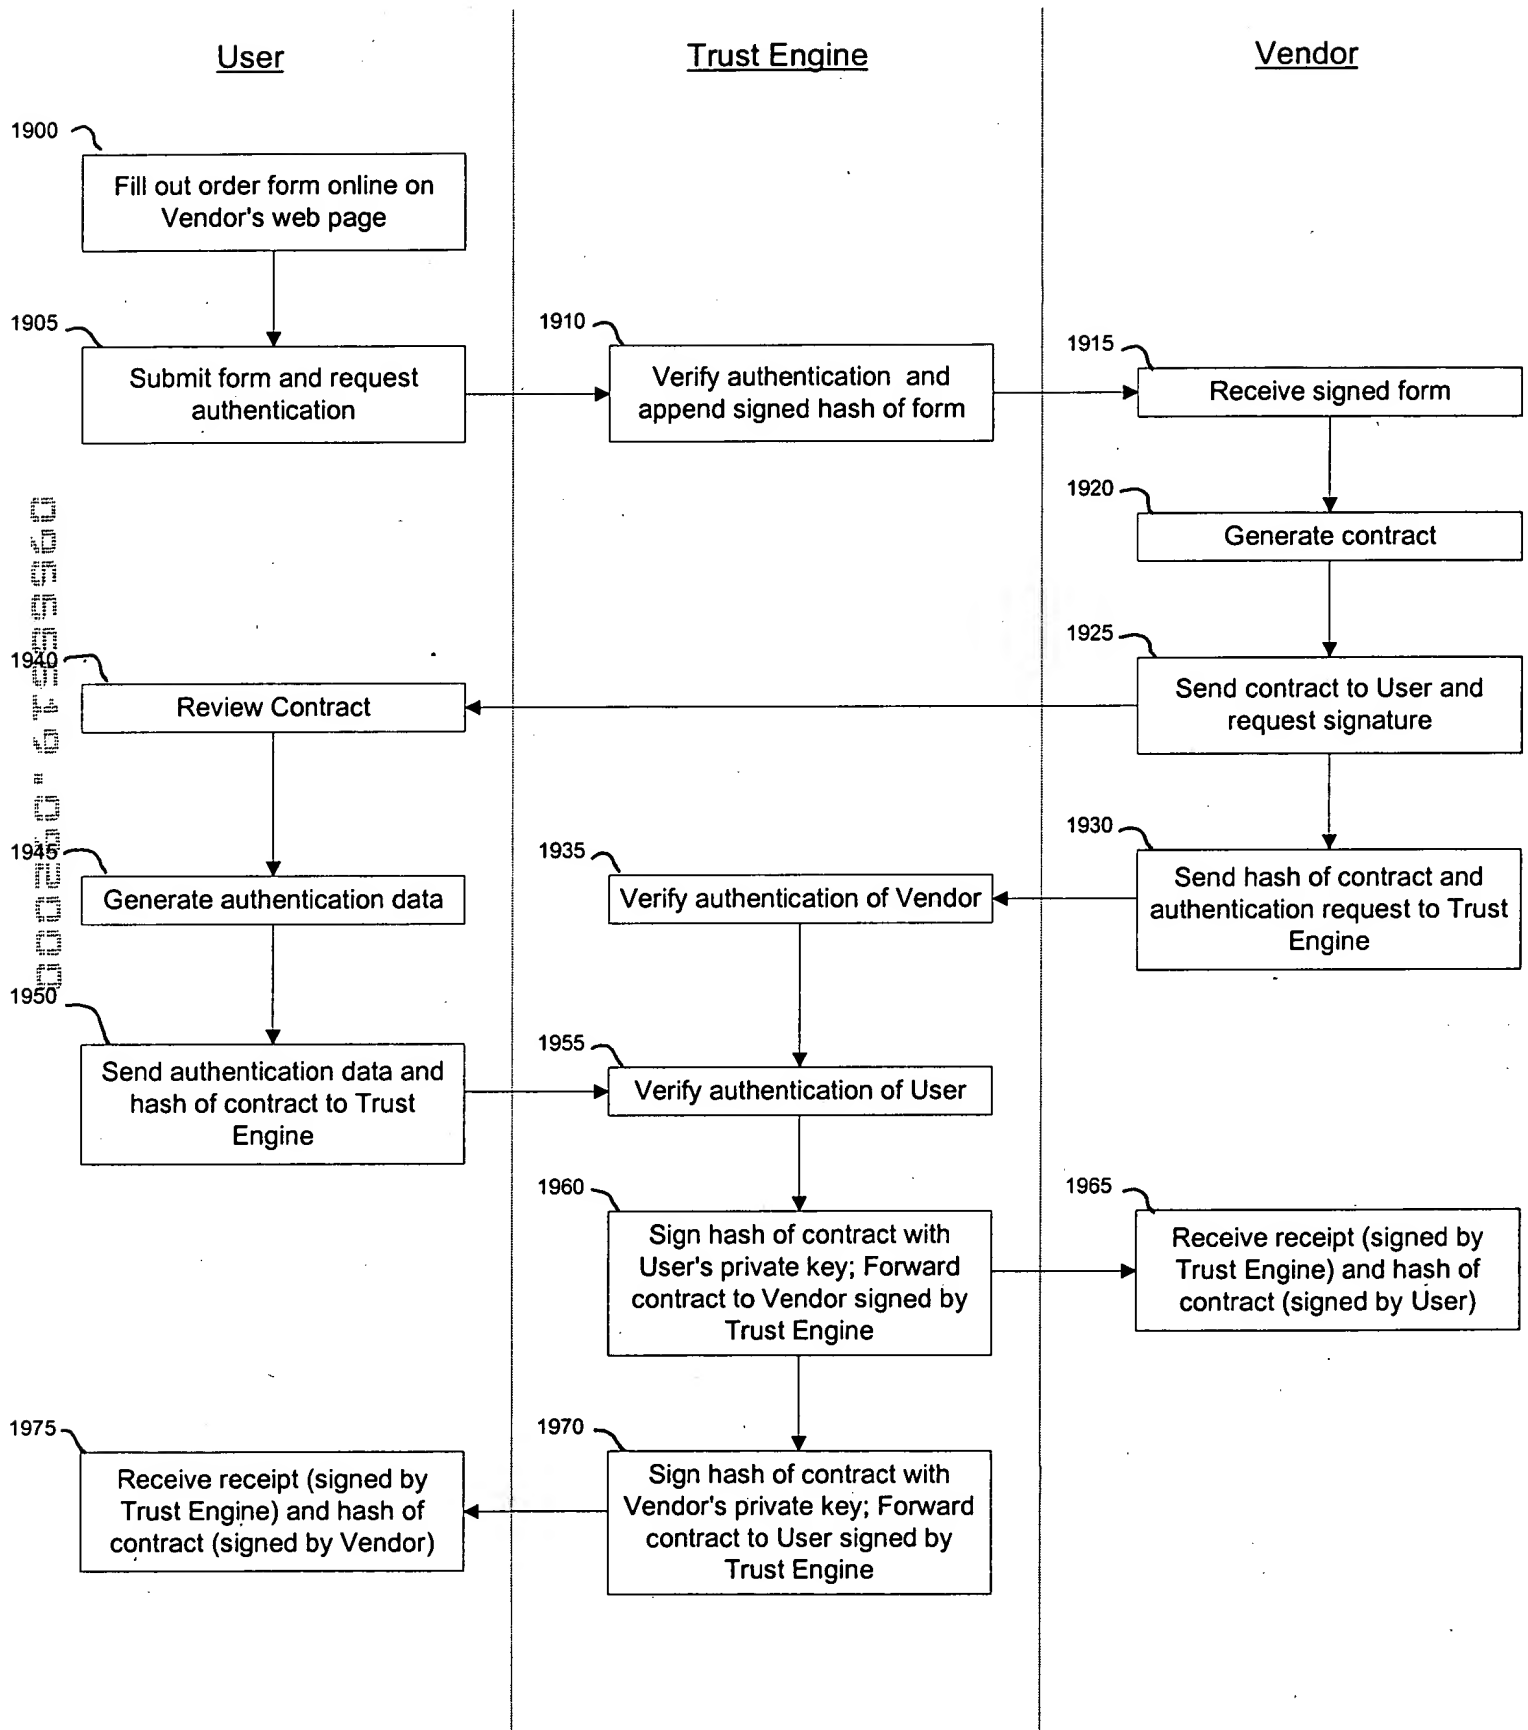 User
Trust Engine
Vendor
1900
Fill out order form online on
Vendor's web page
1905
Submit form and request
authentication
1910
Verify authentication and
append signed hash of form
1915
Receive signed form
1920
Generate contract
1925
Send contract to User and
request signature
1930
Send hash of contract and
authentication request to Trust
Engine
1935
Verify authentication of Vendor
1940
Review Contract
1945
Generate authentication data
1950
Send authentication data and
hash of contract to Trust
Engine
1955
Verify authentication of User
1960
Sign hash of contract with
User's private key; Forward
contract to Vendor signed by
Trust Engine
1965
Receive receipt (signed by
Trust Engine) and hash of
contract (signed by User)
1970
Sign hash of contract with
Vendor's private key; Forward
contract to User signed by
Trust Engine
1975
Receive receipt (signed by
Trust Engine) and hash of
contract (signed by Vendor)